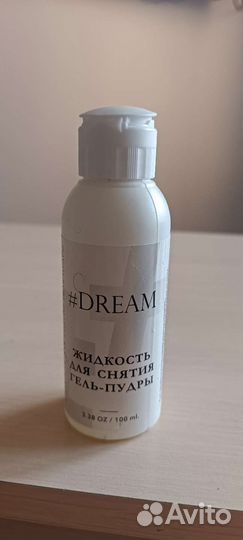 #DREAM
ЖИДКОСТЬ
ДЛЯ СНЯТИЯ
ГЕЛЬ-ПУДРЫ
3.38 OZ / 100 ml.
Avito